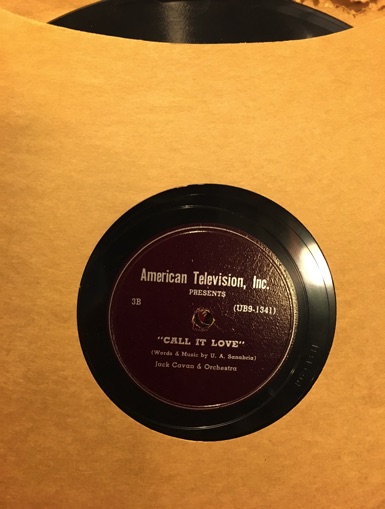 American Television, Inc.
PRESENTS
3B
(UB9-1341)
"CALL IT LOVE"
(Words & Music by U. A. Sanabria)
Jack Cavan & Orchestra